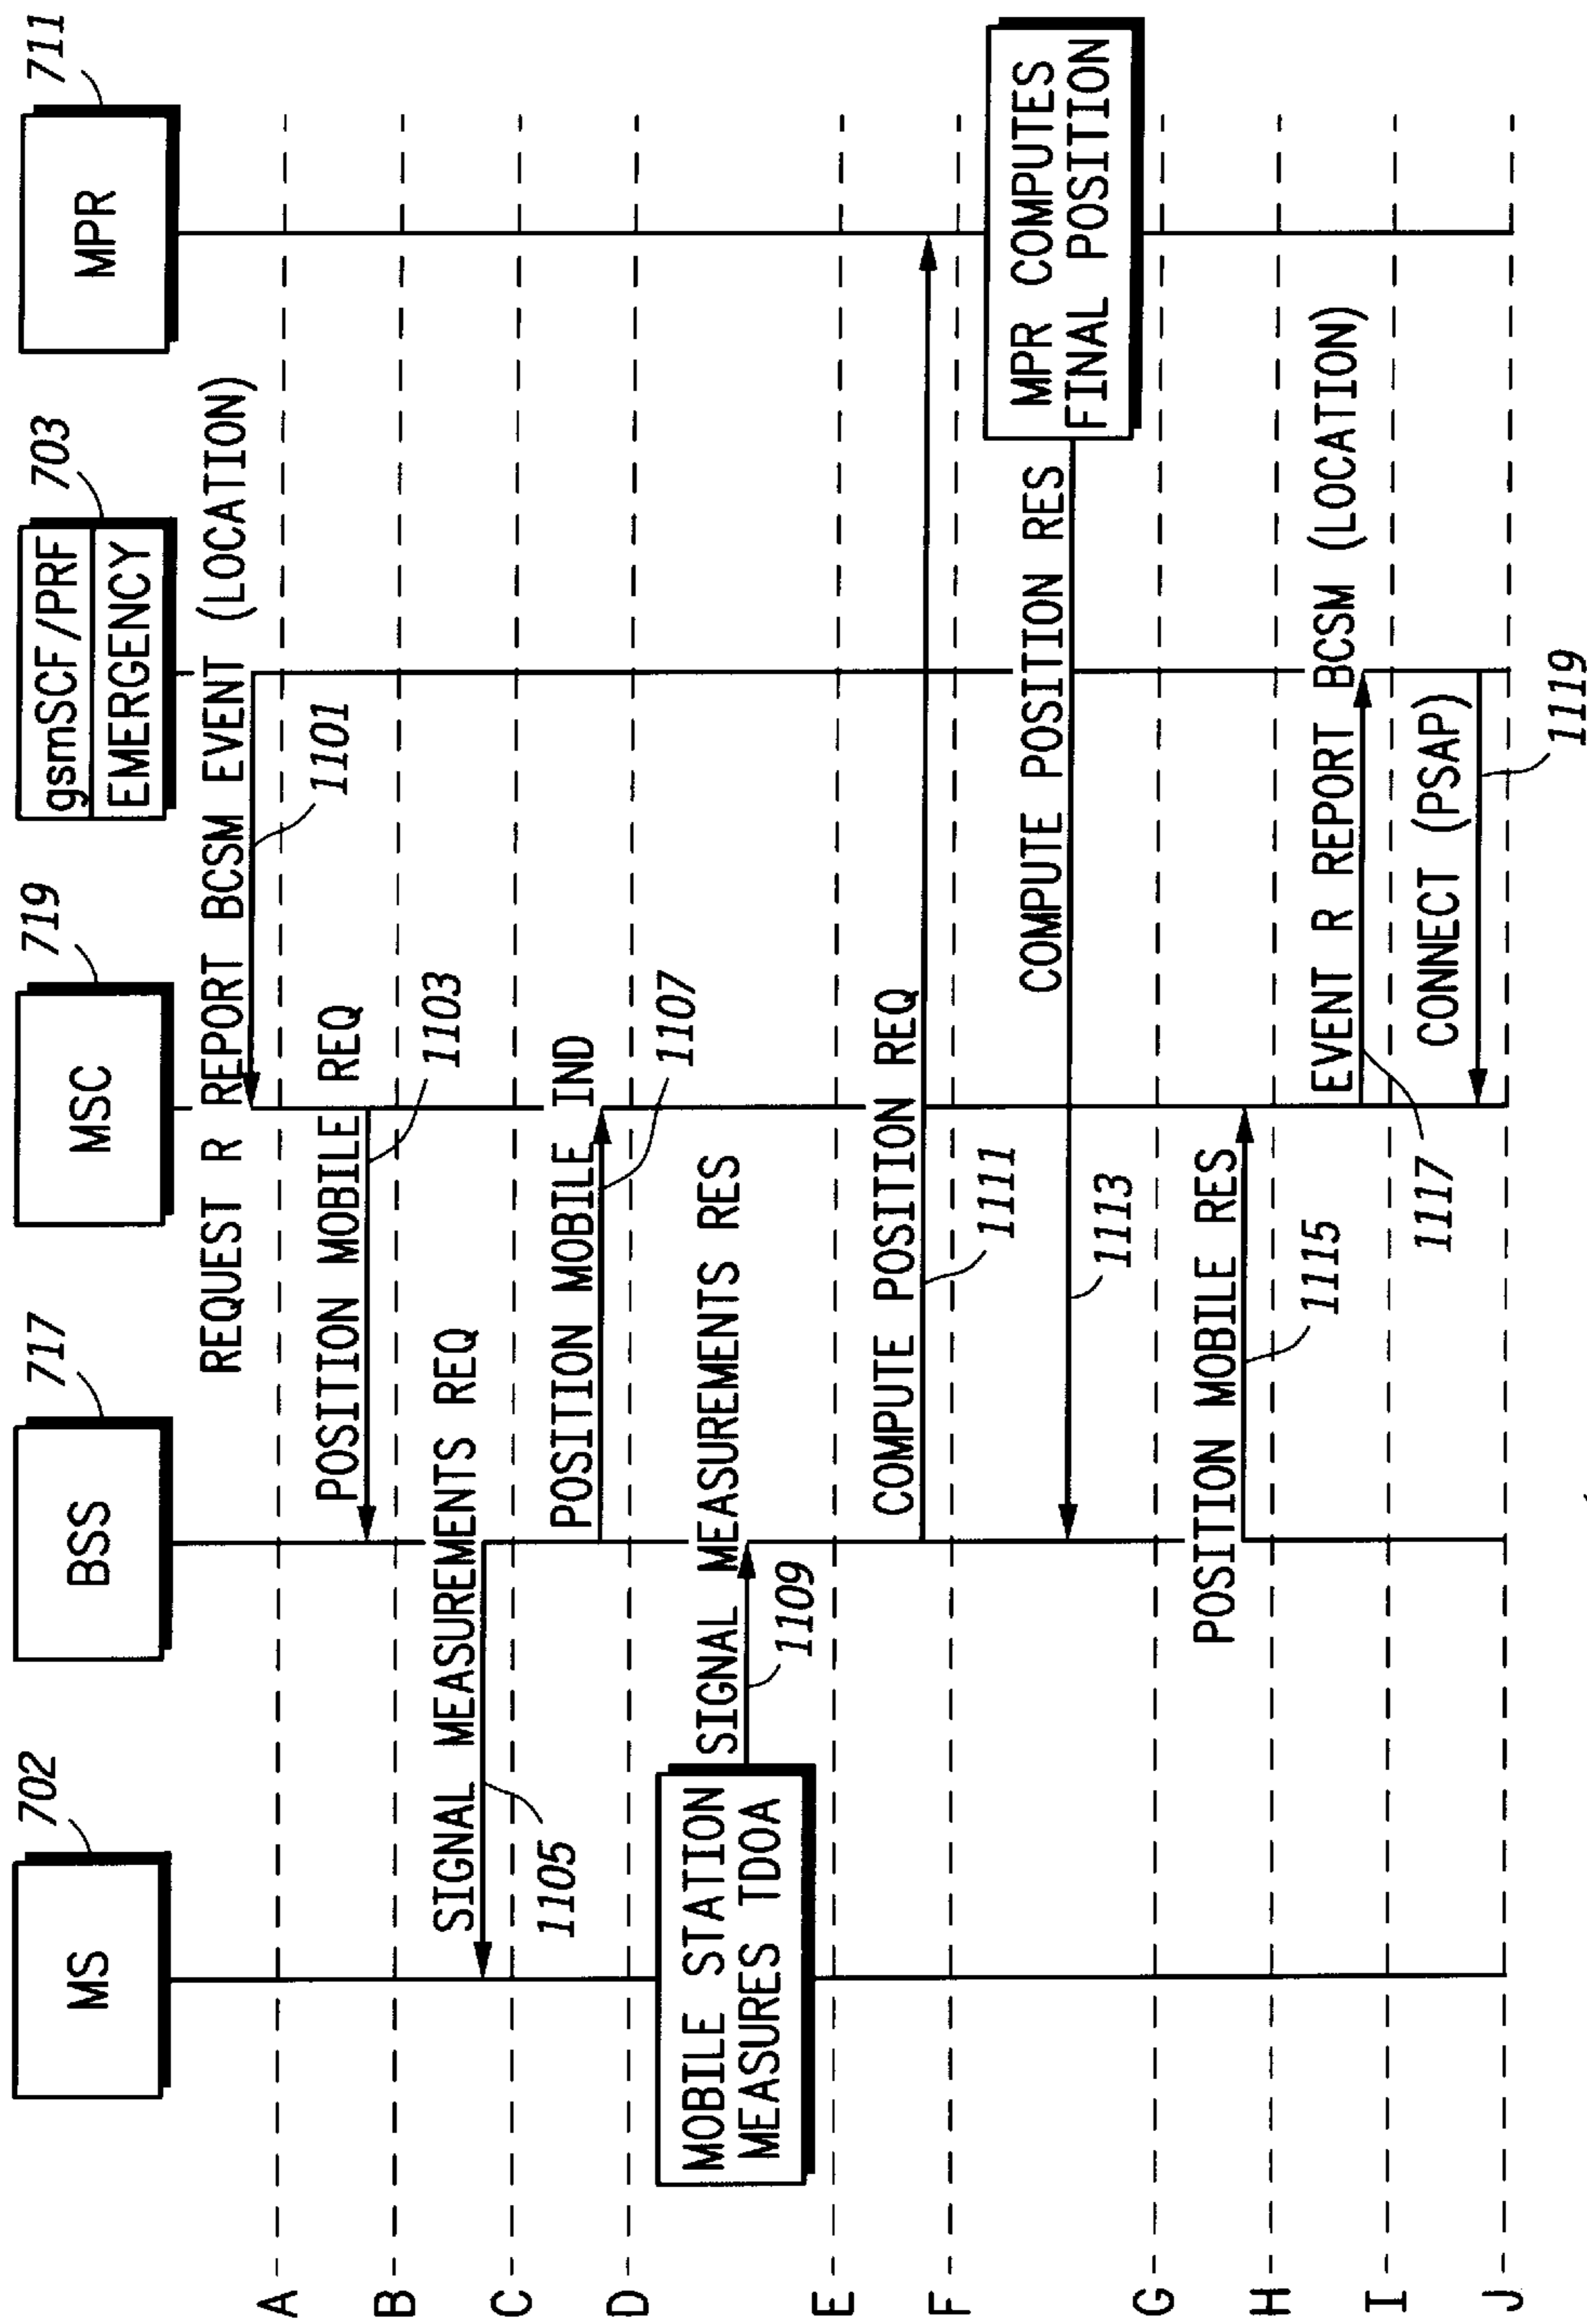 702
717
719
703
711
MS
BSS
MSC
gsmSCF/PRF
EMERGENCY
MPR
REQUEST R REPORT BCSM EVENT (LOCATION)
1101
A
POSITION MOBILE REQ
1103
B
SIGNAL MEASUREMENTS REQ
1105
C
POSITION MOBILE IND
1107
D
MOBILE STATION
MEASURES TDOA
SIGNAL MEASUREMENTS RES
1109
E
COMPUTE POSITION REQ
1111
F
MPR COMPUTES
FINAL POSITION
COMPUTE POSITION RES
1113
G
POSITION MOBILE RES
1115
H
EVENT R REPORT BCSM (LOCATION)
1117
I
CONNECT (PSAP)
1119
J